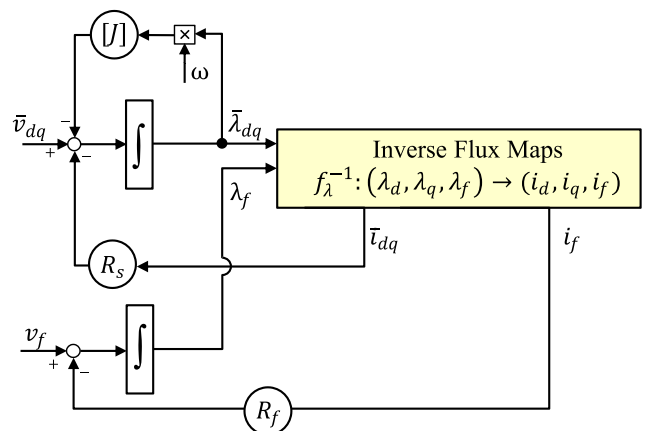 [J]
×
ω
−
v̄dq
+
−
∫
λ̄dq
Inverse Flux Maps
fλ⁻¹: (λd, λq, λf) → (id, iq, if)
λf
īdq
if
Rs
vf
+
−
∫
Rf